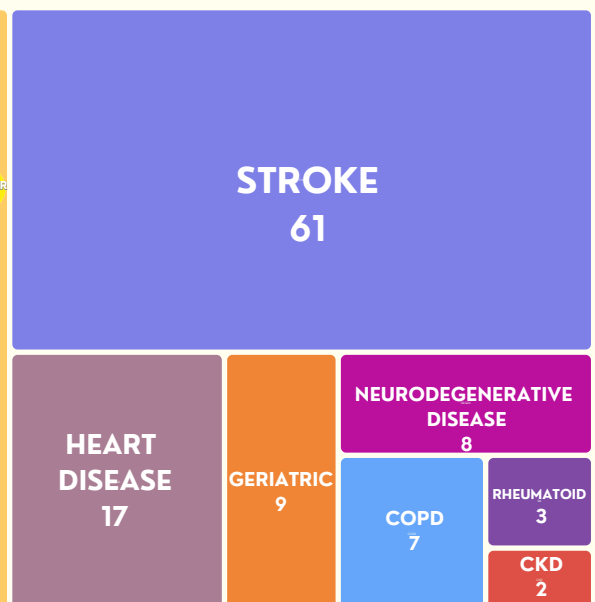 STROKE
61
HEART
DISEASE
17
GERIATRIC
9
NEURODEGENERATIVE
DISEASE
8
COPD
7
RHEUMATOID
3
CKD
2